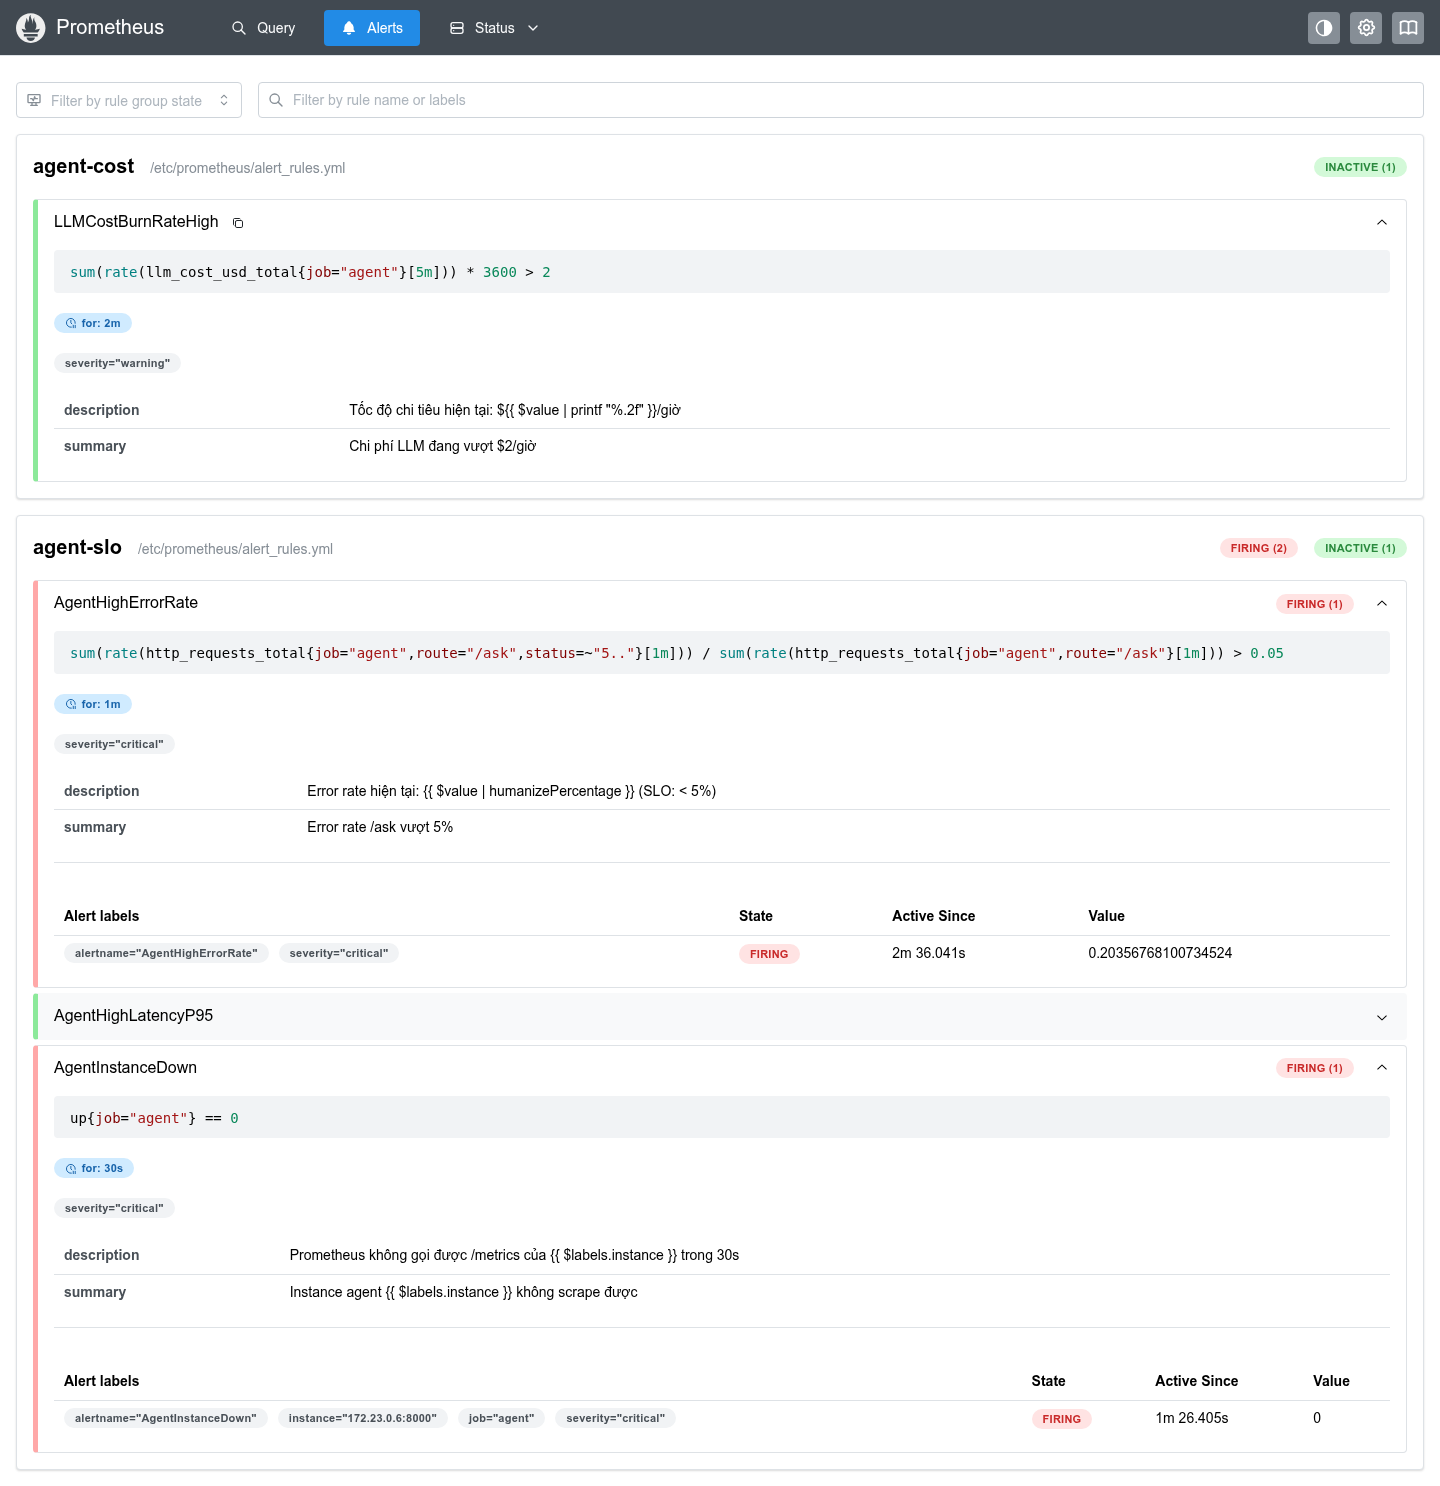 Prometheus
Query
Alerts
Status
Filter by rule group state
Filter by rule name or labels
agent-cost /etc/prometheus/alert_rules.yml INACTIVE (1)
LLMCostBurnRateHigh
sum(rate(llm_cost_usd_total{job="agent"}[5m])) * 3600 > 2
for: 2m
severity="warning"
description Tốc độ chi tiêu hiện tại: ${{ $value | printf "%.2f" }}/giờ
summary Chi phí LLM đang vượt $2/giờ
agent-slo /etc/prometheus/alert_rules.yml FIRING (2) INACTIVE (1)
AgentHighErrorRate FIRING (1)
sum(rate(http_requests_total{job="agent",route="/ask",status=~"5.."}[1m])) / sum(rate(http_requests_total{job="agent",route="/ask"}[1m])) > 0.05
for: 1m
severity="critical"
description Error rate hiện tại: {{ $value | humanizePercentage }} (SLO: < 5%)
summary Error rate /ask vượt 5%
Alert labels State Active Since Value
alertname="AgentHighErrorRate" severity="critical" FIRING 2m 36.041s 0.20356768100734524
AgentHighLatencyP95
AgentInstanceDown FIRING (1)
up{job="agent"} == 0
for: 30s
severity="critical"
description Prometheus không gọi được /metrics của {{ $labels.instance }} trong 30s
summary Instance agent {{ $labels.instance }} không scrape được
Alert labels State Active Since Value
alertname="AgentInstanceDown" instance="172.23.0.6:8000" job="agent" severity="critical" FIRING 1m 26.405s 0